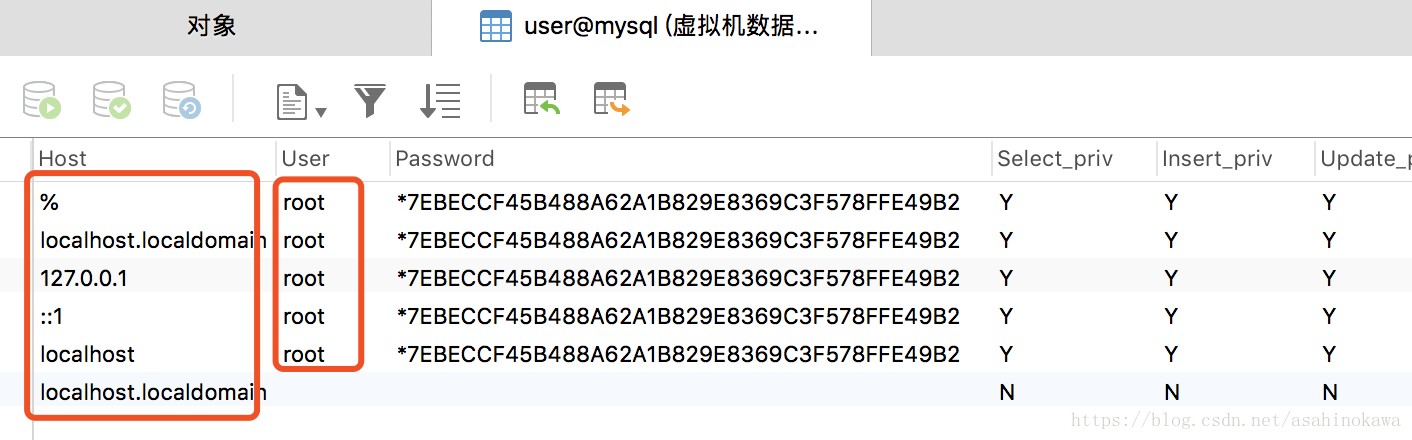 对象
user@mysql (虚拟机数据...
Host User Password Select_priv Insert_priv Update_p
% root *7EBECCF45B488A62A1B829E8369C3F578FFE49B2 Y Y Y
localhost.localdomain root *7EBECCF45B488A62A1B829E8369C3F578FFE49B2 Y Y Y
127.0.0.1 root *7EBECCF45B488A62A1B829E8369C3F578FFE49B2 Y Y Y
::1 root *7EBECCF45B488A62A1B829E8369C3F578FFE49B2 Y Y Y
localhost root *7EBECCF45B488A62A1B829E8369C3F578FFE49B2 Y Y Y
localhost.localdomain N N N
https://blog.csdn.net/asahinokawa